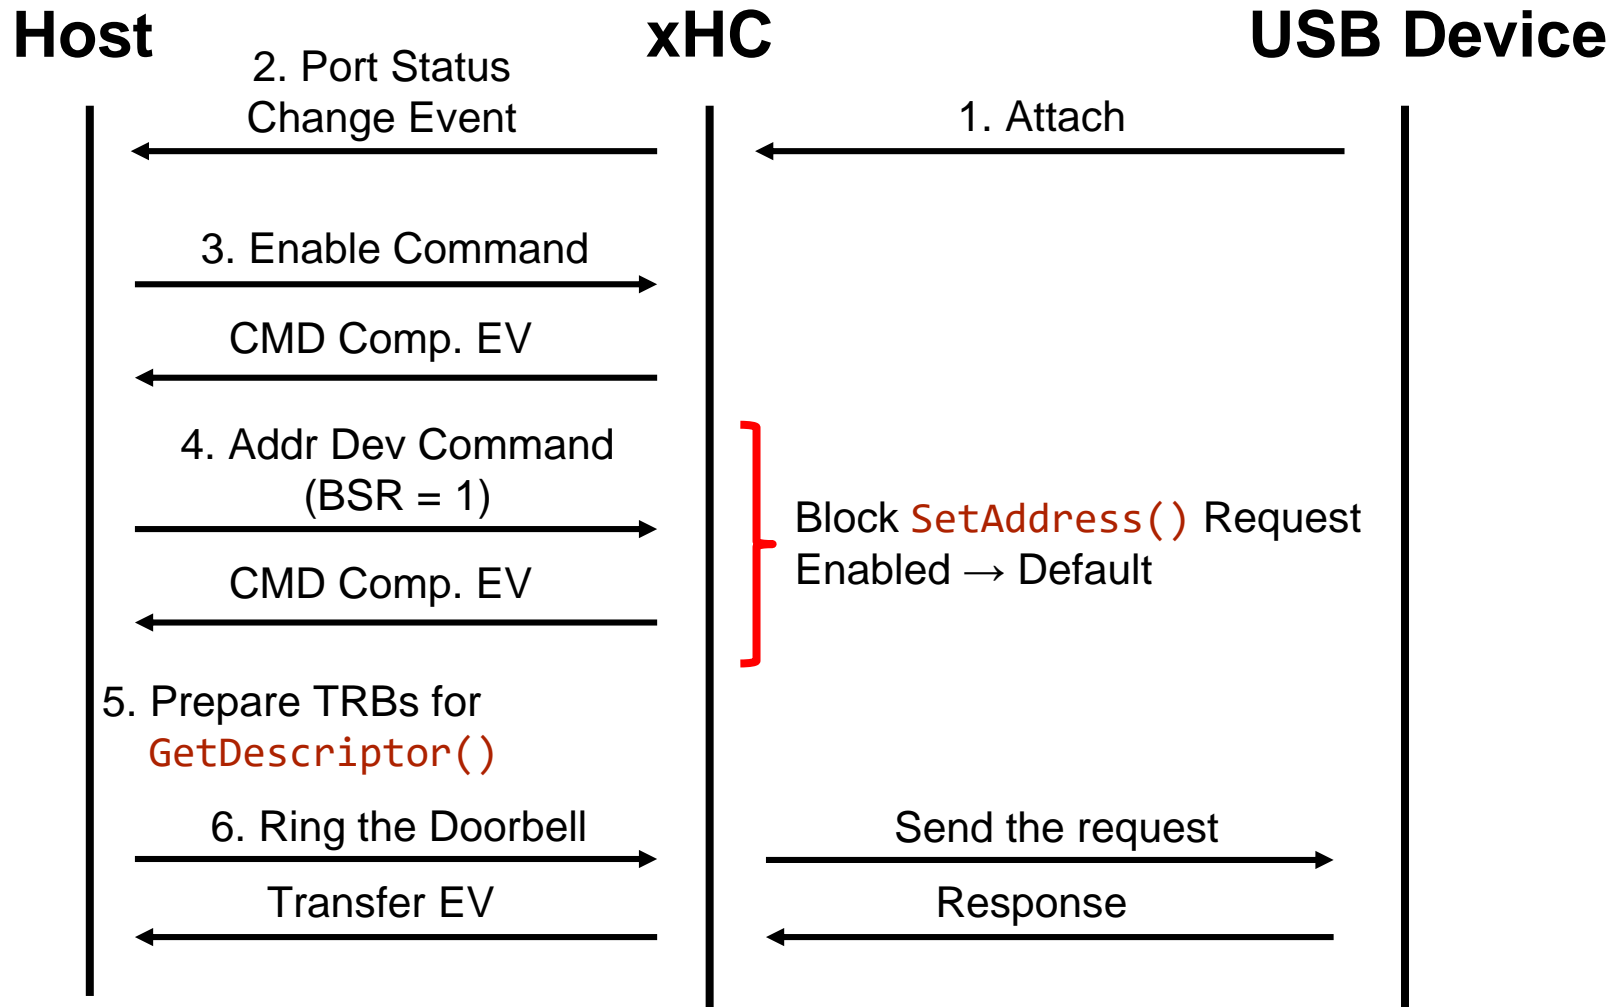 Host
xHC
USB Device
2. Port Status
Change Event
1. Attach
3. Enable Command
CMD Comp. EV
4. Addr Dev Command
(BSR = 1)
Block SetAddress() Request
Enabled → Default
CMD Comp. EV
5. Prepare TRBs for
GetDescriptor()
6. Ring the Doorbell
Send the request
Transfer EV
Response